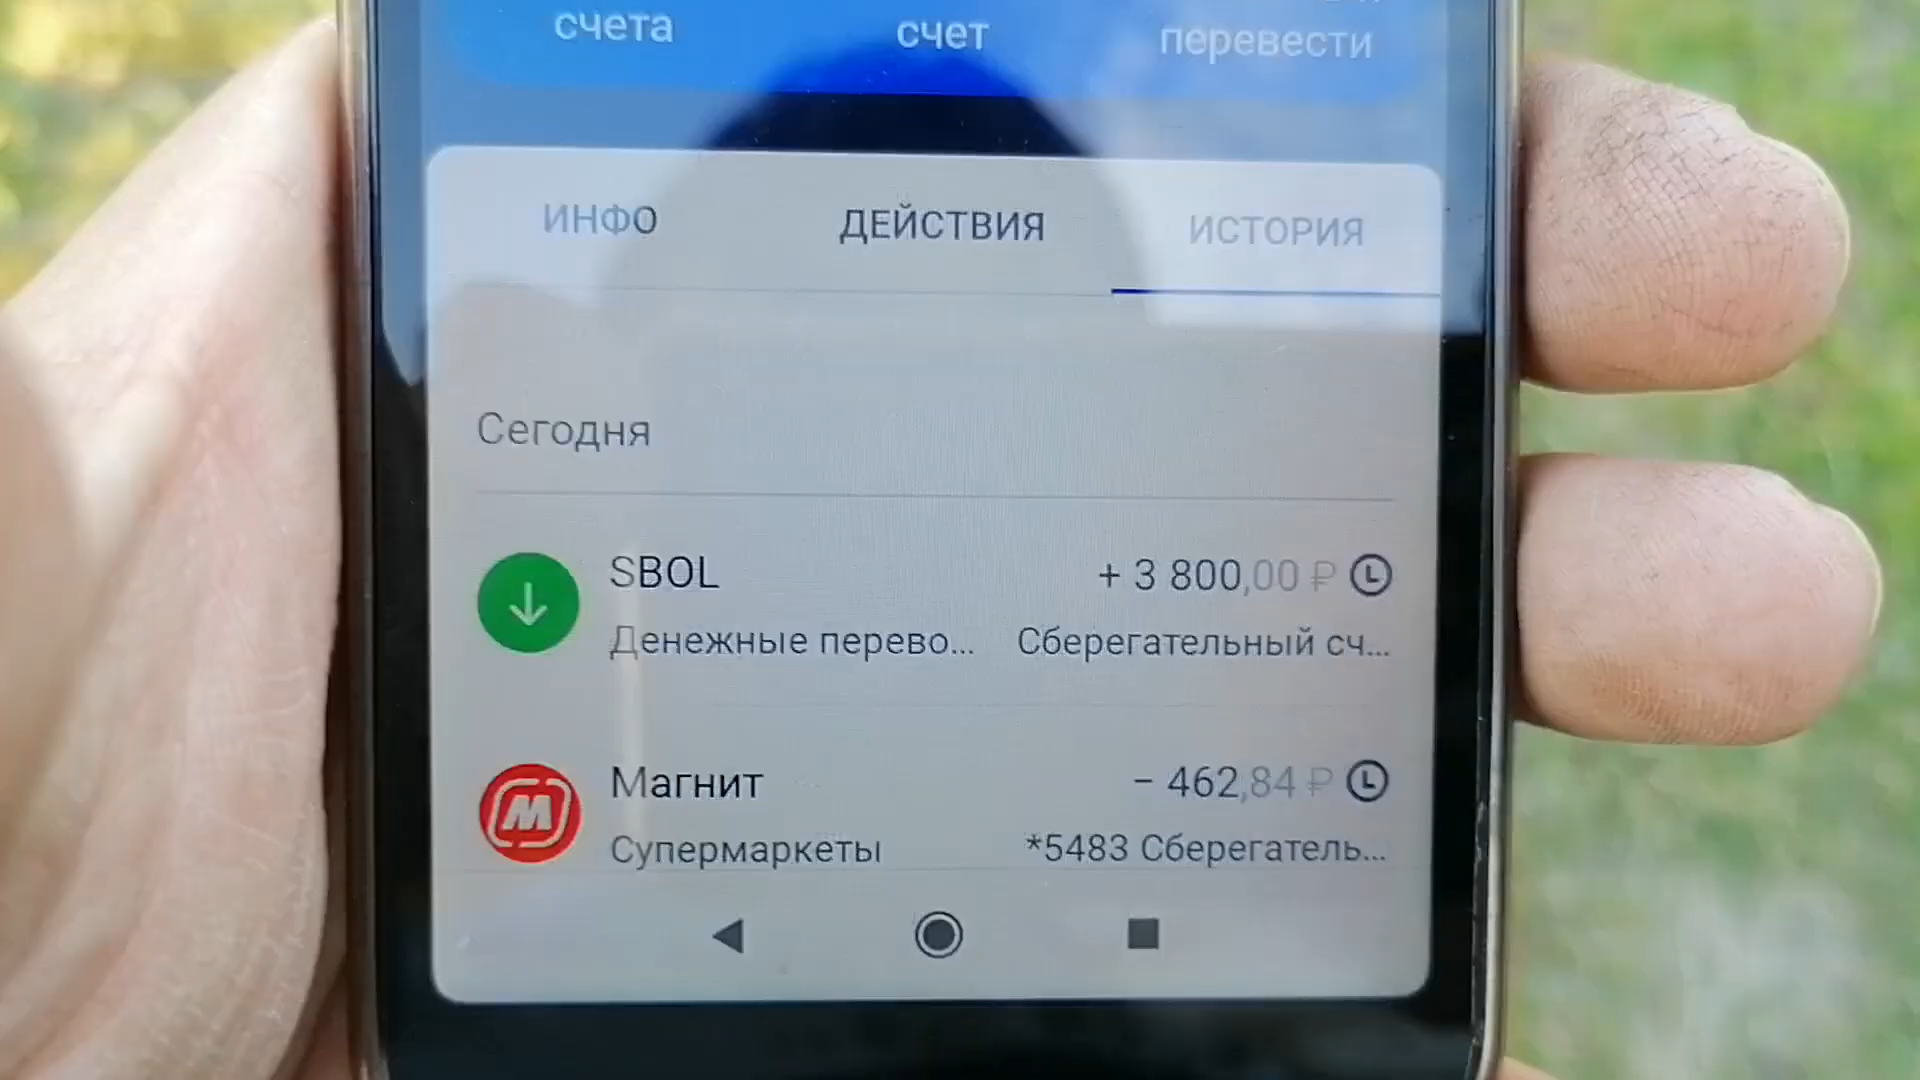 счета
счет
перевести
ИНФО
ДЕЙСТВИЯ
ИСТОРИЯ
Сегодня
SBOL
+ 3 800,00 ₽
Денежные перево...
Сберегательный сч...
Магнит
− 462,84 ₽
Супермаркеты
*5483 Сберегатель...